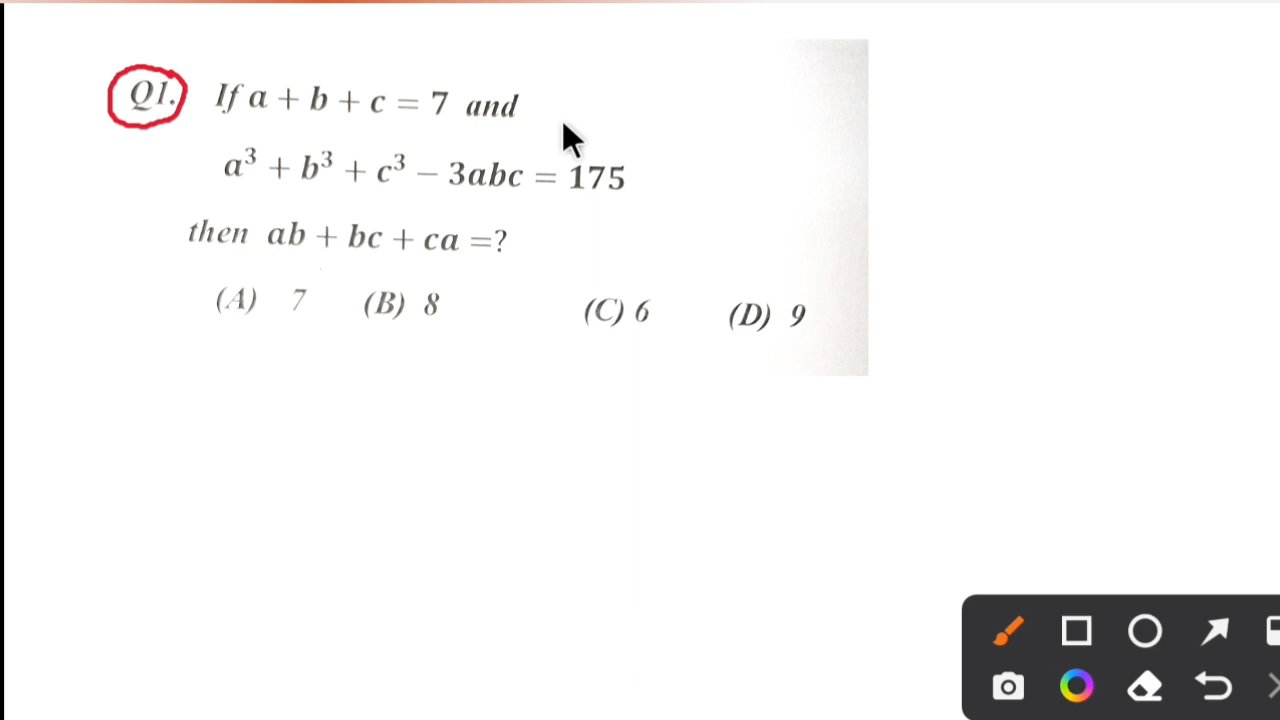 Q1. If a + b + c = 7 and
a³ + b³ + c³ − 3abc = 175
then ab + bc + ca =?
(A) 7 (B) 8 (C) 6 (D) 9